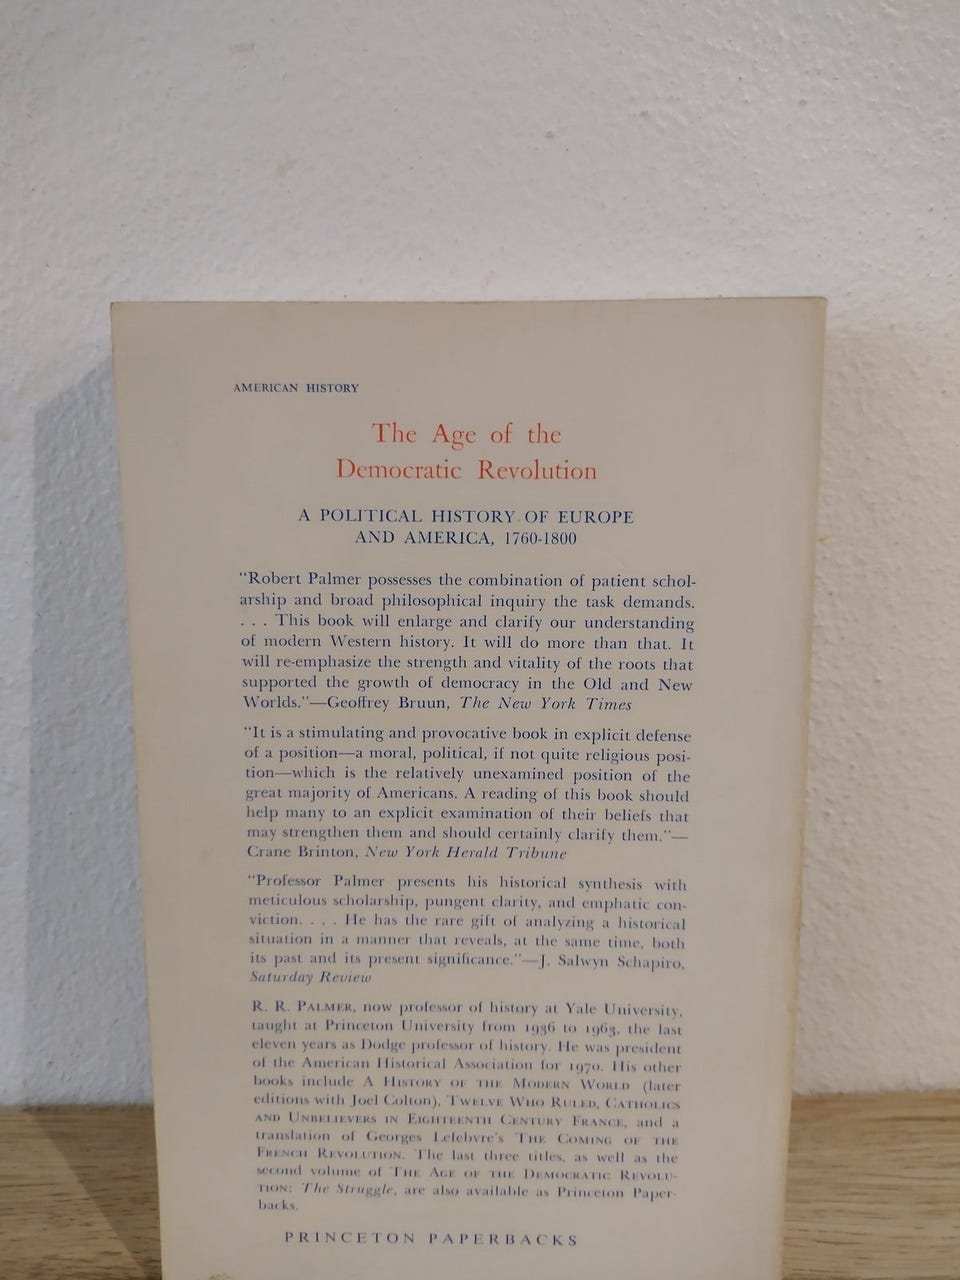 AMERICAN HISTORY
The Age of the
Democratic Revolution
A POLITICAL HISTORY OF EUROPE
AND AMERICA, 1760-1800
"Robert Palmer possesses the combination of patient schol-
arship and broad philosophical inquiry the task demands.
. . . This book will enlarge and clarify our understanding
of modern Western history. It will do more than that. It
will re-emphasize the strength and vitality of the roots that
supported the growth of democracy in the Old and New
Worlds."—Geoffrey Bruun, The New York Times
"It is a stimulating and provocative book in explicit defense
of a position—a moral, political, if not quite religious posi-
tion—which is the relatively unexamined position of the
great majority of Americans. A reading of this book should
help many to an explicit examination of their beliefs that
may strengthen them and should certainly clarify them."—
Crane Brinton, New York Herald Tribune
"Professor Palmer presents his historical synthesis with
meticulous scholarship, pungent clarity, and emphatic con-
viction. . . . He has the rare gift of analyzing a historical
situation in a manner that reveals, at the same time, both
its past and its present significance."—J. Salwyn Schapiro,
Saturday Review
R. R. PALMER, now professor of history at Yale University,
taught at Princeton University from 1936 to 1963, the last
eleven years as Dodge professor of history. He was president
of the American Historical Association for 1970. His other
books include A HISTORY OF THE MODERN WORLD (later
editions with Joel Colton), TWELVE WHO RULED, CATHOLICS
AND UNBELIEVERS IN EIGHTEENTH CENTURY FRANCE, and a
translation of Georges Lefebvre's THE COMING OF THE
FRENCH REVOLUTION. The last three titles, as well as the
second volume of THE AGE OF THE DEMOCRATIC REVOLU-
TION: The Struggle, are also available as Princeton Paper-
backs.
PRINCETON PAPERBACKS